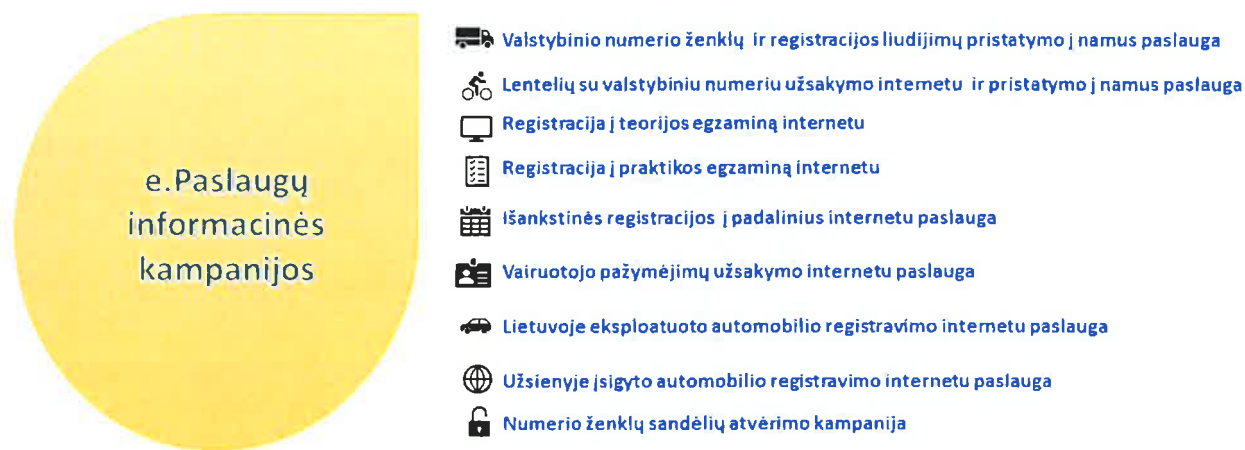 e.Paslaugų
informacinės
kampanijos
Valstybinio numerio ženklų ir registracijos liudijimų pristatymo į namus paslauga
Lentelių su valstybiniu numeriu užsakymo internetu ir pristatymo į namus paslauga
Registracija į teorijos egzaminą internetu
Registracija į praktikos egzaminą internetu
Išankstinės registracijos į padalinius internetu paslauga
Vairuotojo pažymėjimų užsakymo internetu paslauga
Lietuvoje eksploatuoto automobilio registravimo internetu paslauga
Užsienyje įsigyto automobilio registravimo internetu paslauga
Numerio ženklų sandėlių atvėrimo kampanija